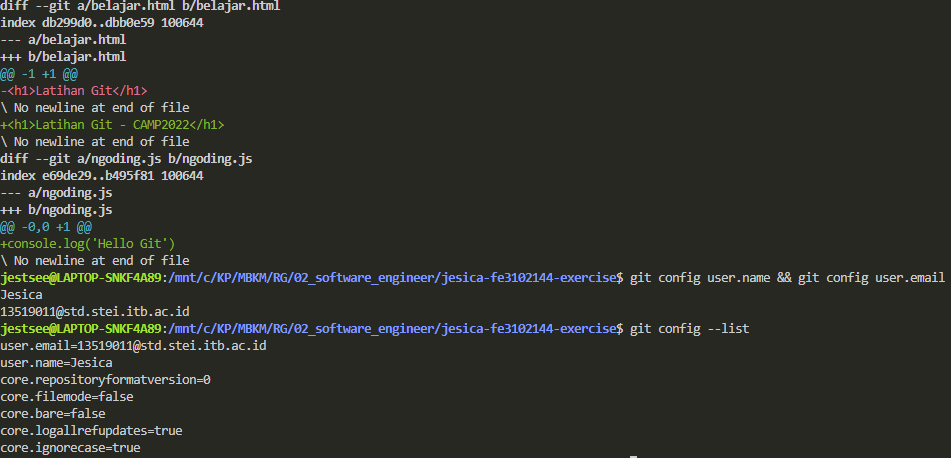 diff --git a/belajar.html b/belajar.html
index db299d0..dbb0e59 100644
--- a/belajar.html
+++ b/belajar.html
@@ -1 +1 @@
-<h1>Latihan Git</h1>
\ No newline at end of file
+<h1>Latihan Git - CAMP2022</h1>
\ No newline at end of file
diff --git a/ngoding.js b/ngoding.js
index e69de29..b495f81 100644
--- a/ngoding.js
+++ b/ngoding.js
@@ -0,0 +1 @@
+console.log('Hello Git')
\ No newline at end of file
jestsee@LAPTOP-SNKF4A89:/mnt/c/KP/MBKM/RG/02_software_engineer/jesica-fe3102144-exercise$ git config user.name && git config user.email
Jesica
13519011@std.stei.itb.ac.id
jestsee@LAPTOP-SNKF4A89:/mnt/c/KP/MBKM/RG/02_software_engineer/jesica-fe3102144-exercise$ git config --list
user.email=13519011@std.stei.itb.ac.id
user.name=Jesica
core.repositoryformatversion=0
core.filemode=false
core.bare=false
core.logallrefupdates=true
core.ignorecase=true